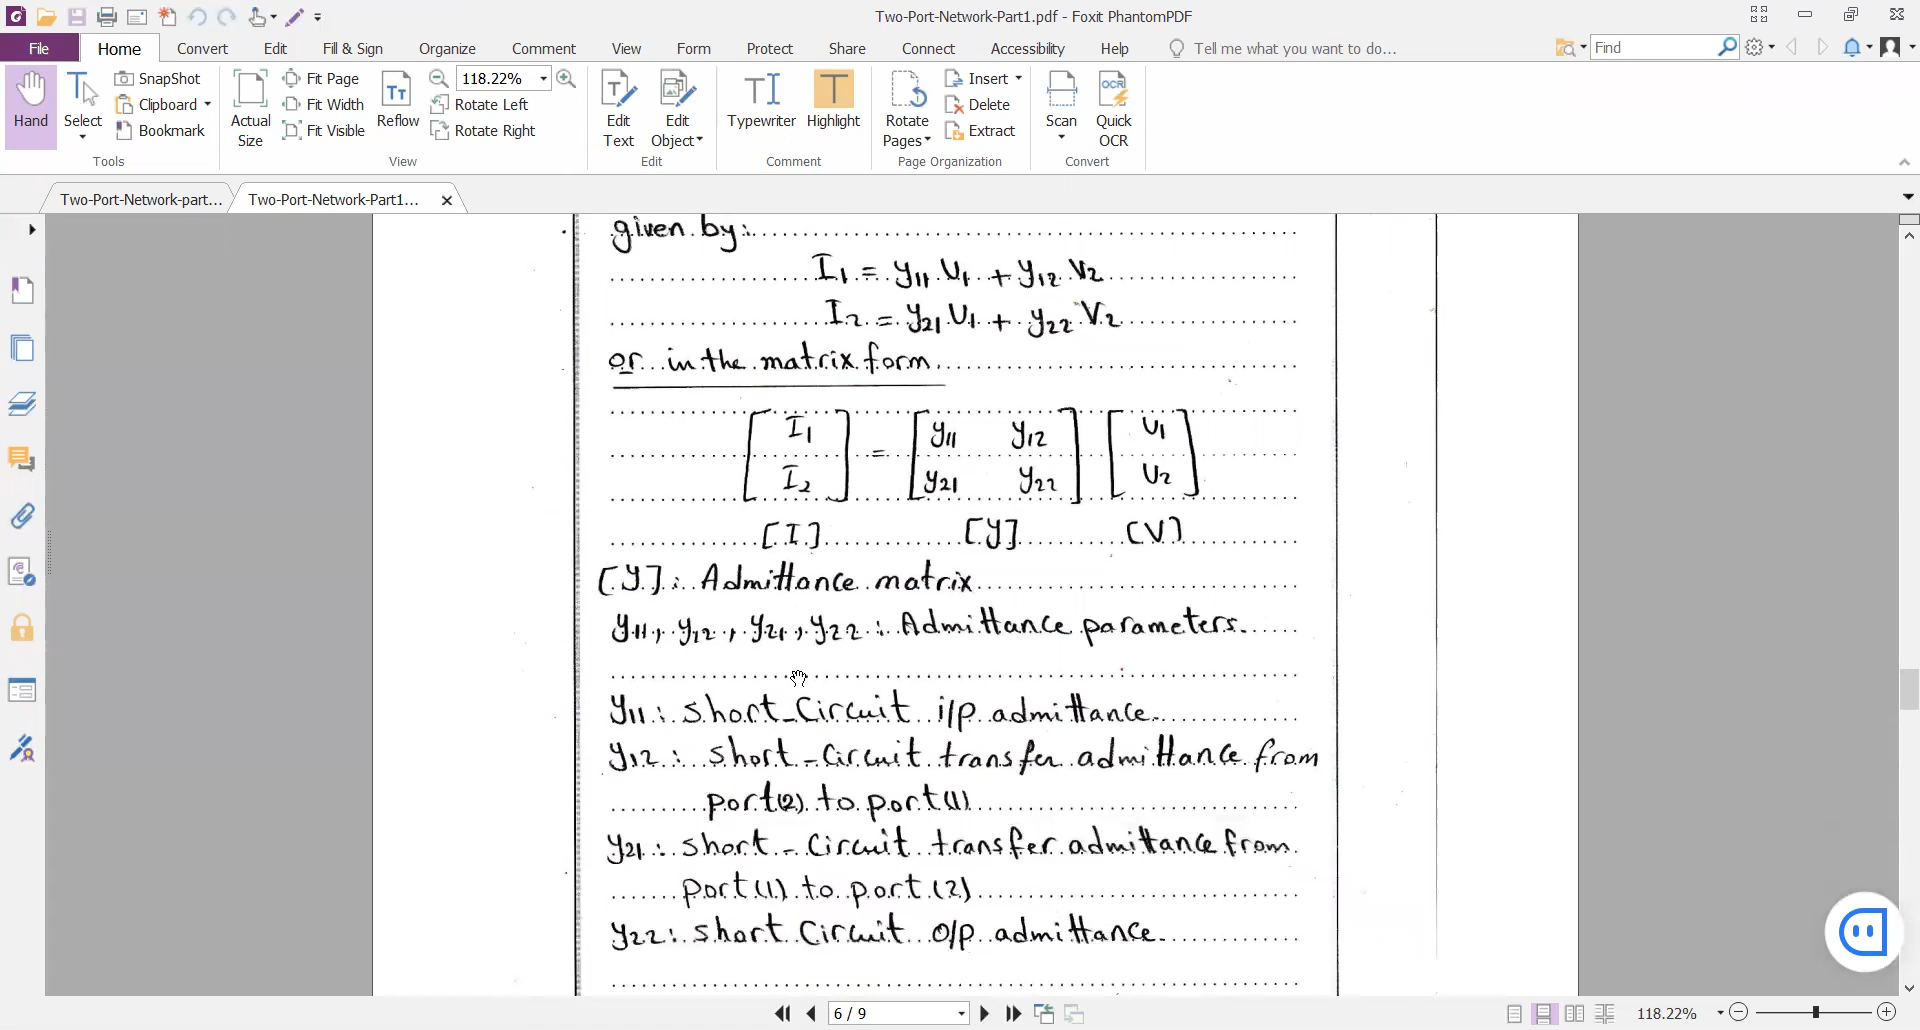 Two-Port-Network-Part1.pdf - Foxit PhantomPDF
File Home Convert Edit Fill & Sign Organize Comment View Form Protect Share Connect Accessibility Help Tell me what you want to do... Find
Hand Select SnapShot Clipboard Bookmark
Tools
Actual Size Fit Page Fit Width Fit Visible Reflow 118.22% Rotate Left Rotate Right
View
Edit Text Edit Object
Edit
Typewriter Highlight
Comment
Rotate Pages Insert Delete Extract
Page Organization
Scan Quick OCR
Convert
Two-Port-Network-part... Two-Port-Network-Part1...
given by:
I1 = y11 V1 + y12 V2
I2 = y21 V1 + y22 V2
or in the matrix form.
[ I1 ] = [ y11 y12 ] [ V1 ]
[ I2 ] [ y21 y22 ] [ V2 ]
[I] [Y] [V]
[Y]: Admittance matrix
y11, y12, y21, y22 : Admittance parameters.
y11: short-Circuit i/p admittance.
y12: short-Circuit transfer admittance from
port(2) to port(1)
y21: short-Circuit transfer admittance from
port(1) to port(2)
y22: short Circuit o/p admittance.
6 / 9 118.22%